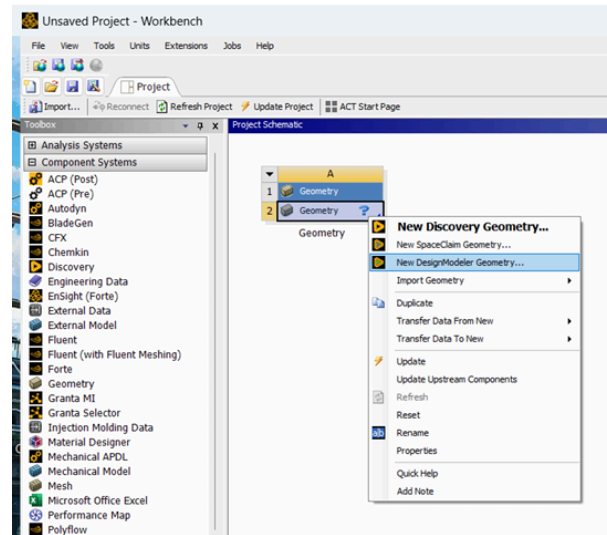 Unsaved Project - Workbench
File View Tools Units Extensions Jobs Help
Project
Import... Reconnect Refresh Project Update Project ACT Start Page
Toolbox
Project Schematic
Analysis Systems
Component Systems
ACP (Post)
ACP (Pre)
Autodyn
BladeGen
CFX
Chemkin
Discovery
Engineering Data
EnSight (Forte)
External Data
External Model
Fluent
Fluent (with Fluent Meshing)
Forte
Geometry
Granta MI
Granta Selector
Injection Molding Data
Material Designer
Mechanical APDL
Mechanical Model
Mesh
Microsoft Office Excel
Performance Map
Polyflow
A
1 Geometry
2 Geometry ?
Geometry
New Discovery Geometry...
New SpaceClaim Geometry...
New DesignModeler Geometry...
Import Geometry
Duplicate
Transfer Data From New
Transfer Data To New
Update
Update Upstream Components
Refresh
Reset
Rename
Properties
Quick Help
Add Note